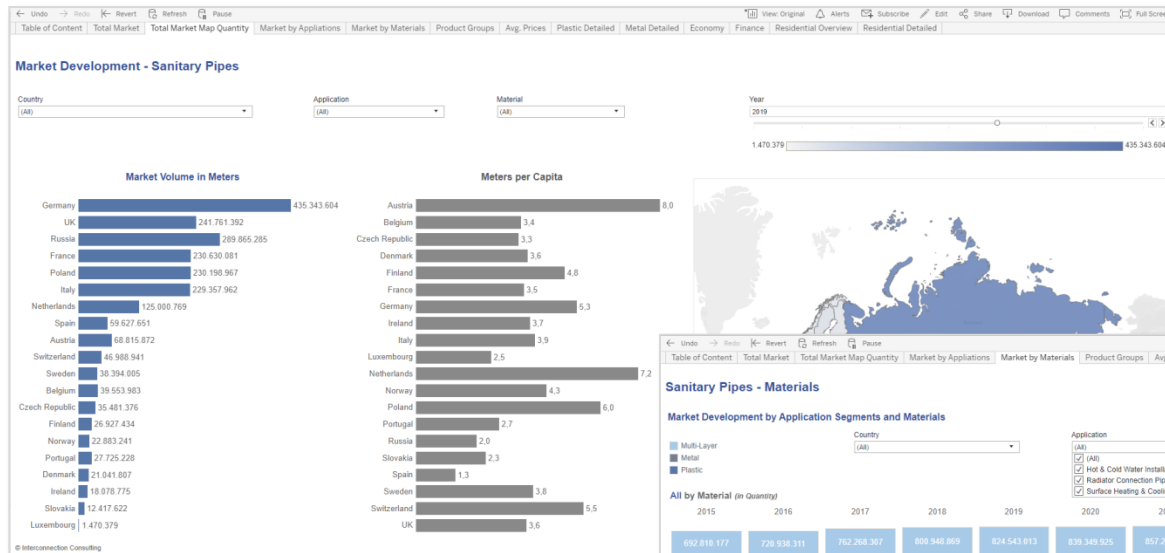 Undo Redo Revert Refresh Pause View: Original Alerts Subscribe Edit Share Download Comments Full
Table of Content Total Market Total Market Map Quantity Market by Appliations Market by Materials Product Groups Avg. Prices Plastic Detailed Metal Detailed Economy Finance Residential Overview Residential Detailed
Market Development - Sanitary Pipes
Country Application Material Year
(All) (All) (All) 2019
1.470.379 435.343.604
Market Volume in Meters Meters per Capita
Germany 435.343.604 Austria 8,0
UK 241.761.392 Belgium 3,4
Russia 289.865.285 Czech Republic 3,3
France 230.630.081 Denmark 3,6
Poland 230.198.967 Finland 4,8
Italy 229.357.962 France 3,5
Netherlands 125.000.769 Germany 5,3
Spain 59.627.651 Ireland 3,7
Austria 68.815.872 Italy 3,9
Switzerland 46.988.941 Luxembourg 2,5
Sweden 38.394.005 Netherlands 7,2
Belgium 39.553.983 Norway 4,3
Czech Republic 35.481.376 Poland 6,0
Finland 26.927.434 Portugal 2,7
Norway 22.883.241 Russia 2,0
Portugal 27.725.228 Slovakia 2,3
Denmark 21.041.807 Spain 1,3
Ireland 18.078.775 Sweden 3,8
Slovakia 12.417.622 Switzerland 5,5
Luxembourg 1.470.379 UK 3,6
© Interconnection Consulting
Undo Redo Revert Refresh Pause
Table of Content Total Market Total Market Map Quantity Market by Appliations Market by Materials Product Groups
Sanitary Pipes - Materials
Market Development by Application Segments and Materials
Country Application
Multi-Layer (All) (All)
Metal (All)
Plastic Hot & Cold Water
Radiator Connection
Surface Heating &
All by Material (in Quantity)
2015 2016 2017 2018 2019 2020
692.810.177 720.938.311 762.268.307 800.948.869 824.543.013 839.349.925